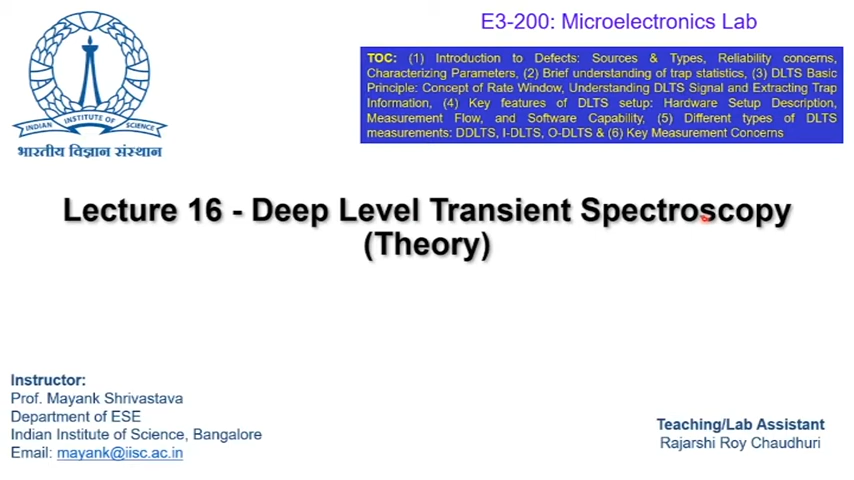 E3-200: Microelectronics Lab
TOC: (1) Introduction to Defects: Sources & Types, Reliability concerns,
Characterizing Parameters, (2) Brief understanding of trap statistics, (3) DLTS Basic
Principle: Concept of Rate Window, Understanding DLTS Signal and Extracting Trap
Information, (4) Key features of DLTS setup: Hardware Setup Description,
Measurement Flow, and Software Capability, (5) Different types of DLTS
measurements: DDLTS, I-DLTS, O-DLTS & (6) Key Measurement Concerns
INDIAN INSTITUTE OF SCIENCE
भारतीय विज्ञान संस्थान
Lecture 16 - Deep Level Transient Spectroscopy
(Theory)
Instructor:
Prof. Mayank Shrivastava
Department of ESE
Indian Institute of Science, Bangalore
Email: mayank@iisc.ac.in
Teaching/Lab Assistant
Rajarshi Roy Chaudhuri